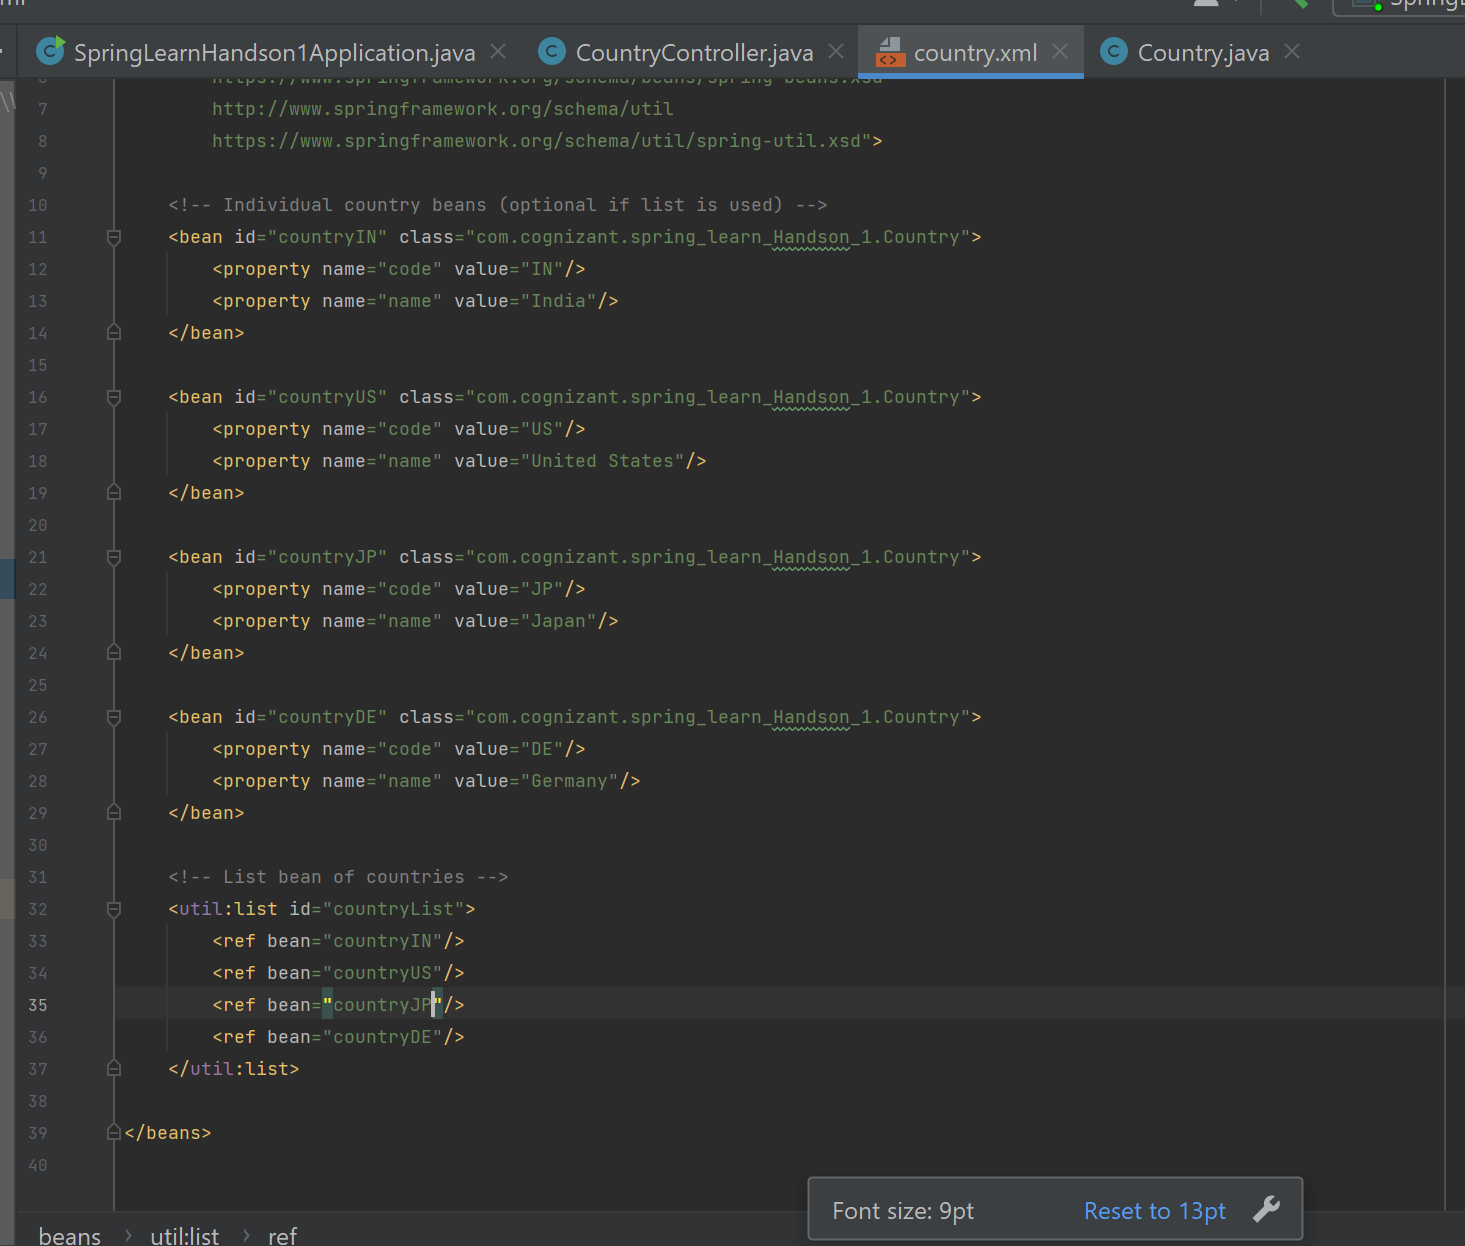 SpringLearnHandson1Application.java CountryController.java country.xml Country.java
https://www.springframework.org/schema/beans/spring-beans.xsd
7 http://www.springframework.org/schema/util
8 https://www.springframework.org/schema/util/spring-util.xsd">
9
10 <!-- Individual country beans (optional if list is used) -->
11 <bean id="countryIN" class="com.cognizant.spring_learn_Handson_1.Country">
12 <property name="code" value="IN"/>
13 <property name="name" value="India"/>
14 </bean>
15
16 <bean id="countryUS" class="com.cognizant.spring_learn_Handson_1.Country">
17 <property name="code" value="US"/>
18 <property name="name" value="United States"/>
19 </bean>
20
21 <bean id="countryJP" class="com.cognizant.spring_learn_Handson_1.Country">
22 <property name="code" value="JP"/>
23 <property name="name" value="Japan"/>
24 </bean>
25
26 <bean id="countryDE" class="com.cognizant.spring_learn_Handson_1.Country">
27 <property name="code" value="DE"/>
28 <property name="name" value="Germany"/>
29 </bean>
30
31 <!-- List bean of countries -->
32 <util:list id="countryList">
33 <ref bean="countryIN"/>
34 <ref bean="countryUS"/>
35 <ref bean="countryJP"/>
36 <ref bean="countryDE"/>
37 </util:list>
38
39 </beans>
40
Font size: 9pt Reset to 13pt
beans › util:list › ref